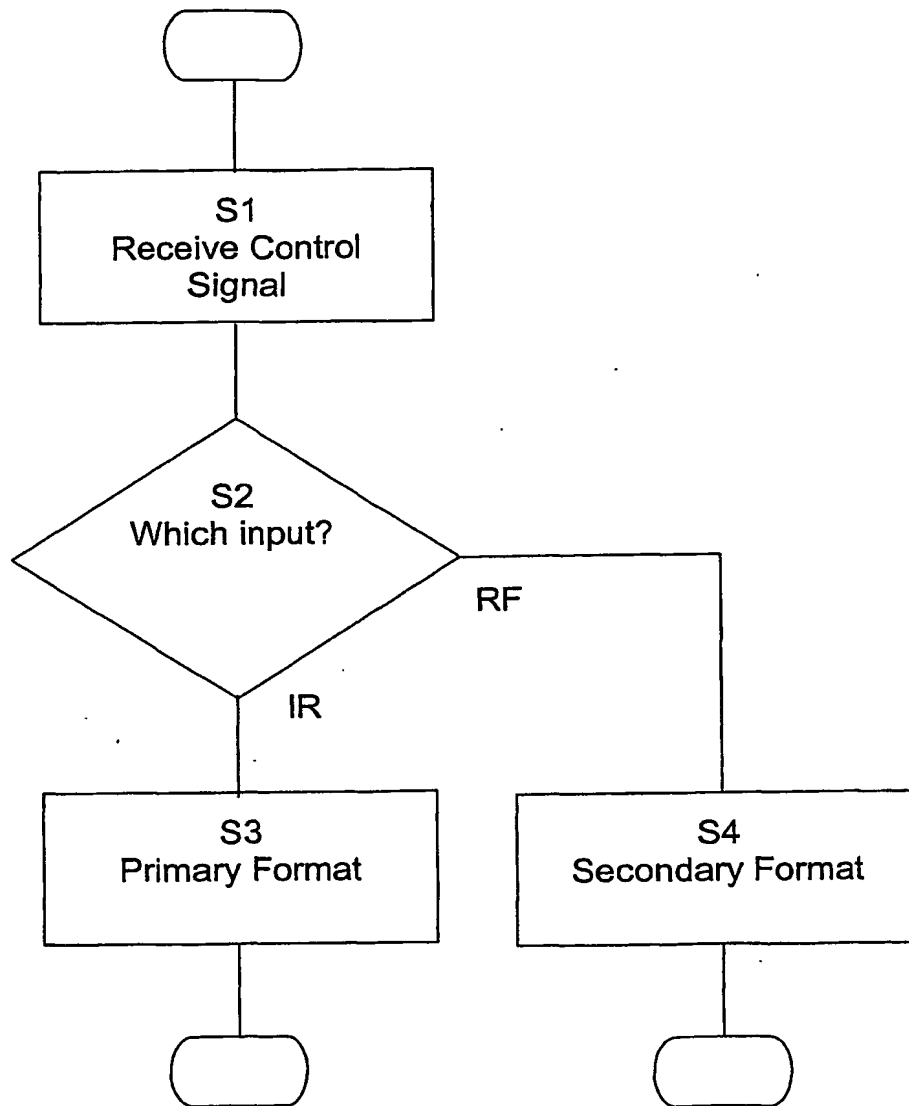 S1
Receive Control
Signal
S2
Which input?
RF
IR
S3
Primary Format
S4
Secondary Format